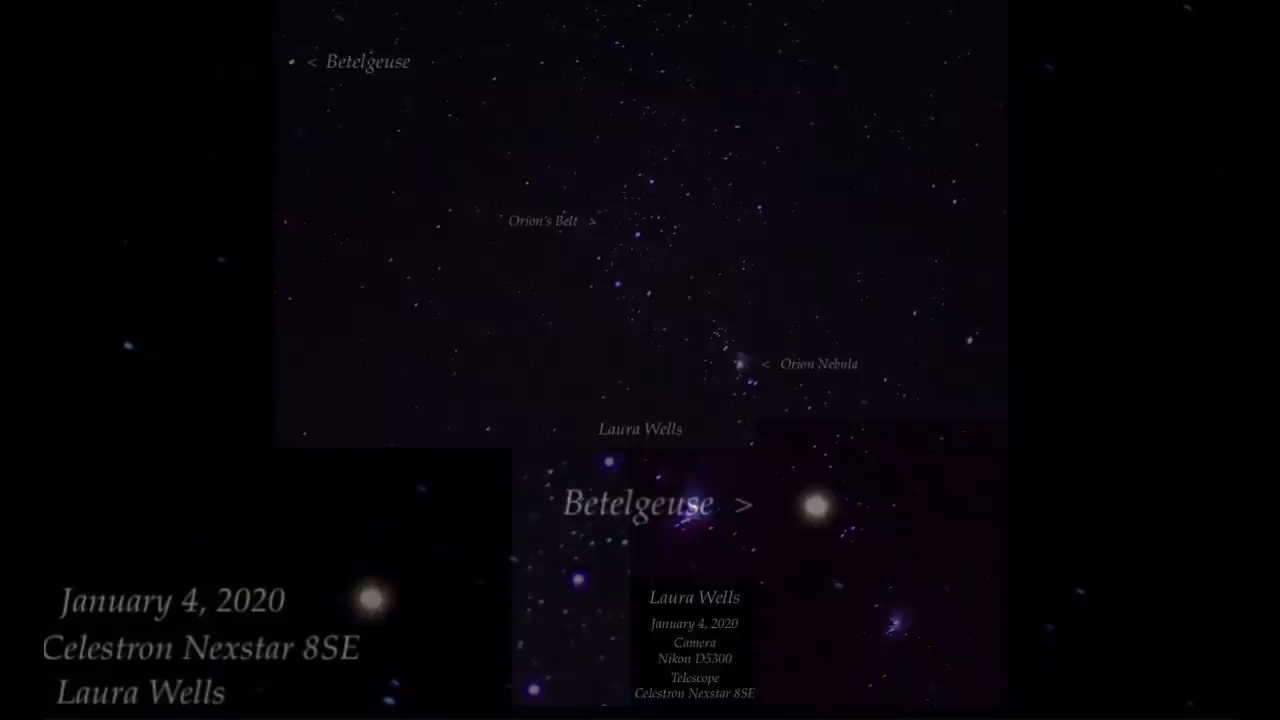 < Betelgeuse
Orion's Belt >
< Orion Nebula
Laura Wells
Betelgeuse >
January 4, 2020
Celestron Nexstar 8SE
Laura Wells
Laura Wells
January 4, 2020
Camera
Nikon D5300
Telescope
Celestron Nexstar 8SE